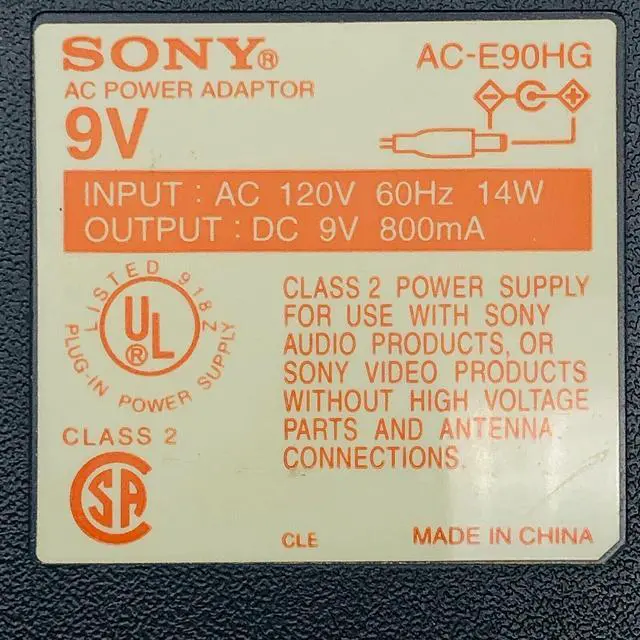 SONY®
AC-E90HG
AC POWER ADAPTOR
9V
INPUT : AC 120V 60Hz 14W
OUTPUT : DC 9V 800mA
LISTED 918Z
UL®
PLUG-IN POWER SUPPLY
CLASS 2
SA
CLASS 2 POWER SUPPLY
FOR USE WITH SONY
AUDIO PRODUCTS, OR
SONY VIDEO PRODUCTS
WITHOUT HIGH VOLTAGE
PARTS AND ANTENNA
CONNECTIONS.
CLE
MADE IN CHINA